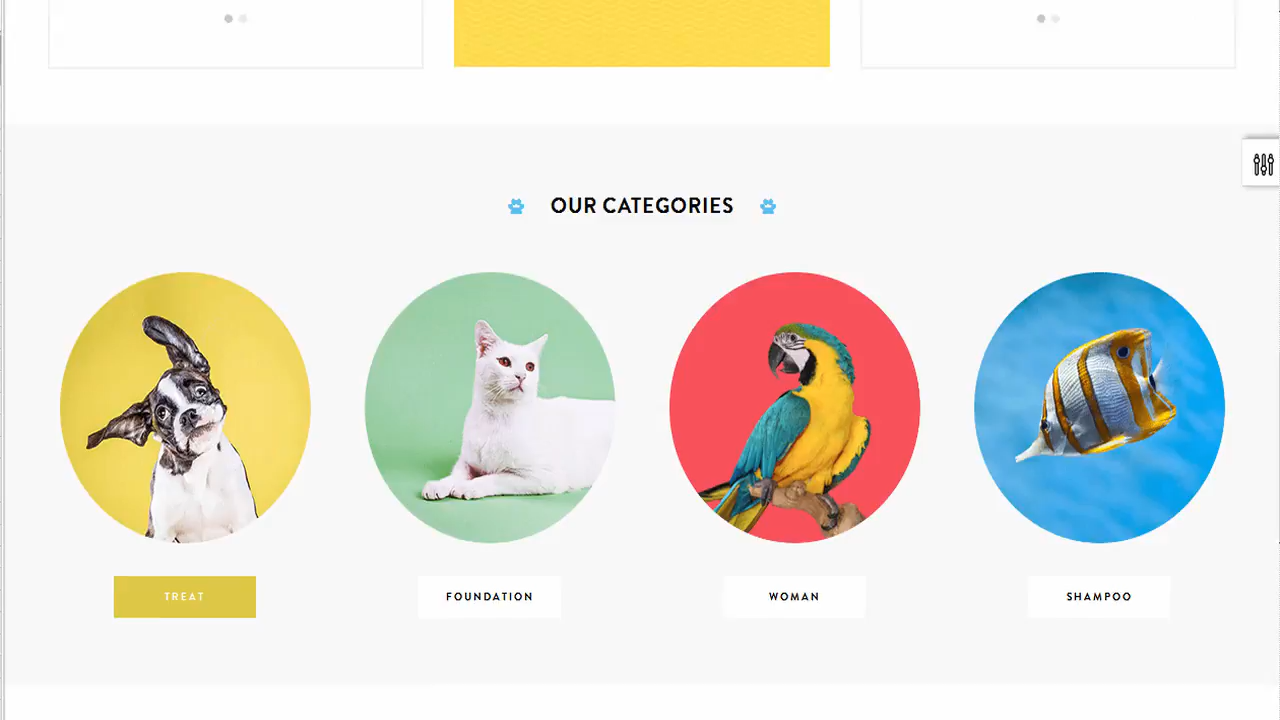 OUR CATEGORIES
TREAT
FOUNDATION
WOMAN
SHAMPOO